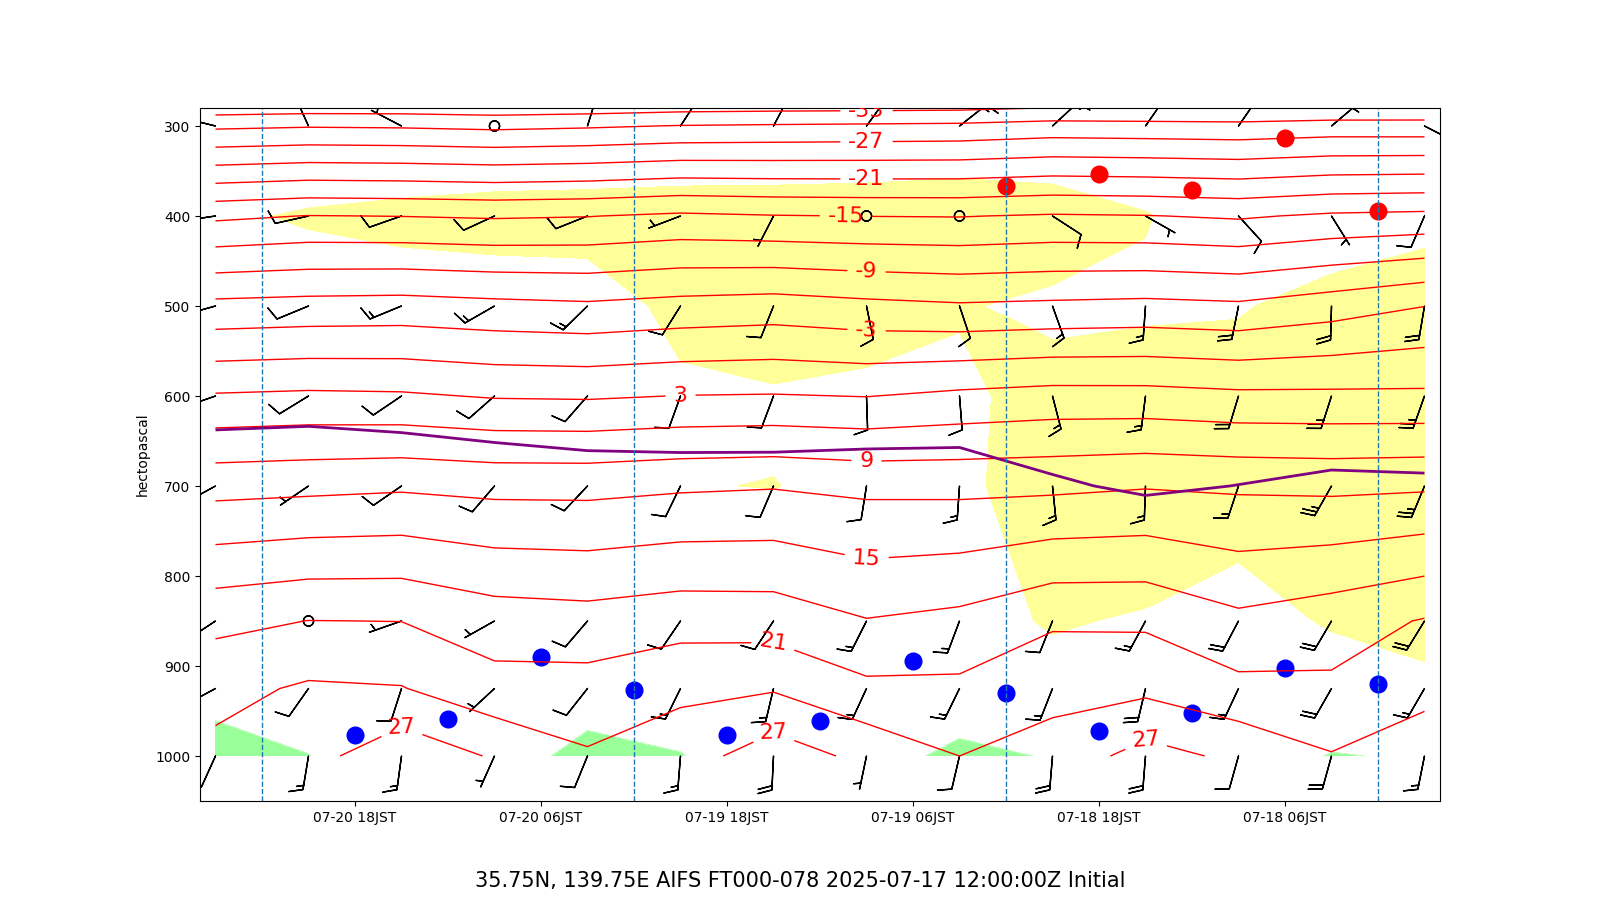 -33
300
-27
-21
400
-15
-9
500
-3
600
3
9
hectopascal
700
15
800
21
900
27
27
27
1000
07-20 18JST
07-20 06JST
07-19 18JST
07-19 06JST
07-18 18JST
07-18 06JST
35.75N, 139.75E AIFS FT000-078 2025-07-17 12:00:00Z Initial